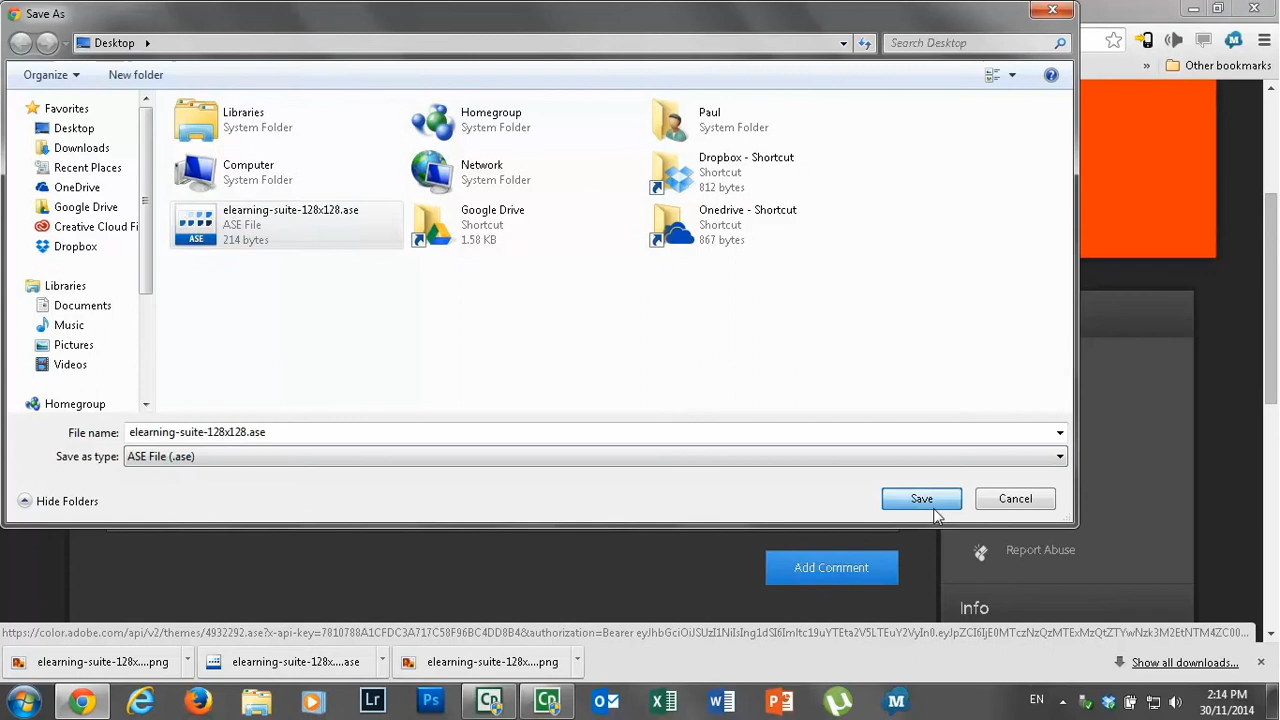 Save As
Desktop
Search Desktop
Organize
New folder
Favorites
Desktop
Downloads
Recent Places
OneDrive
Google Drive
Creative Cloud Fi
Dropbox
Libraries
Documents
Music
Pictures
Videos
Homegroup
Libraries
System Folder
Homegroup
System Folder
Paul
System Folder
Computer
System Folder
Network
System Folder
Dropbox - Shortcut
Shortcut
812 bytes
ASE
elearning-suite-128x128.ase
ASE File
214 bytes
Google Drive
Shortcut
1.58 KB
Onedrive - Shortcut
Shortcut
867 bytes
File name: elearning-suite-128x128.ase
Save as type: ASE File (.ase)
Hide Folders
Save
Cancel
» Other bookmarks
Report Abuse
Add Comment
Info
elearning-suite-128x....png
elearning-suite-128x....ase
elearning-suite-128x....png
Show all downloads...
Lr
Ps
Cp
Cp
EN
2:14 PM
30/11/2014